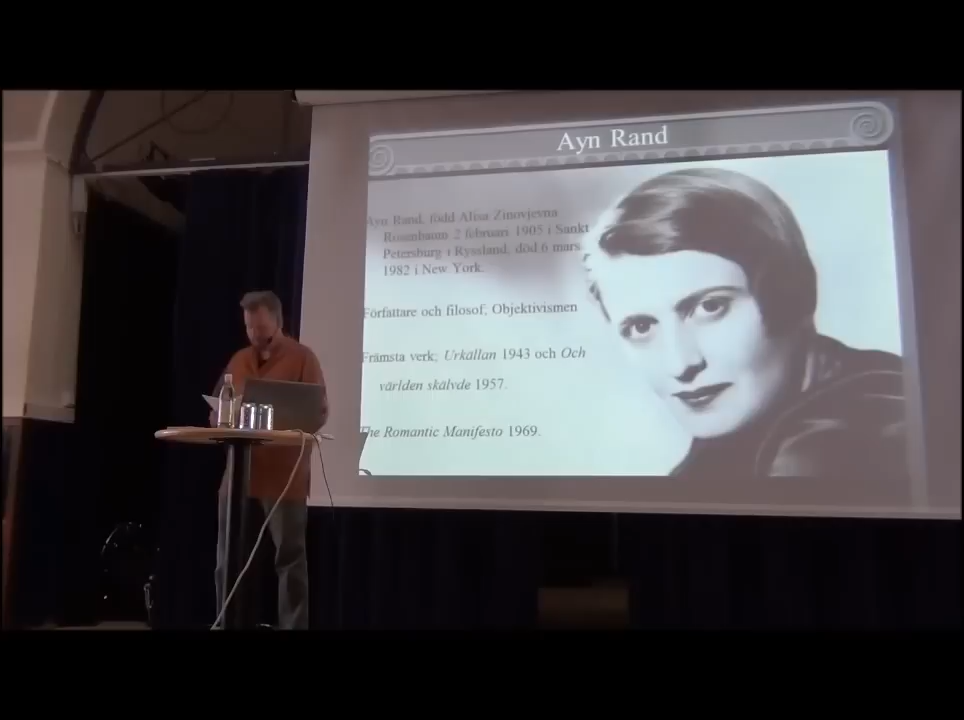 Ayn Rand
Ayn Rand, född Alisa Zinovjevna
Rosenbaum 2 februari 1905 i Sankt
Petersburg i Ryssland, död 6 mars
1982 i New York.
Författare och filosof, Objektivismen
Främsta verk; Urkällan 1943 och Och
världen skälvde 1957.
The Romantic Manifesto 1969.